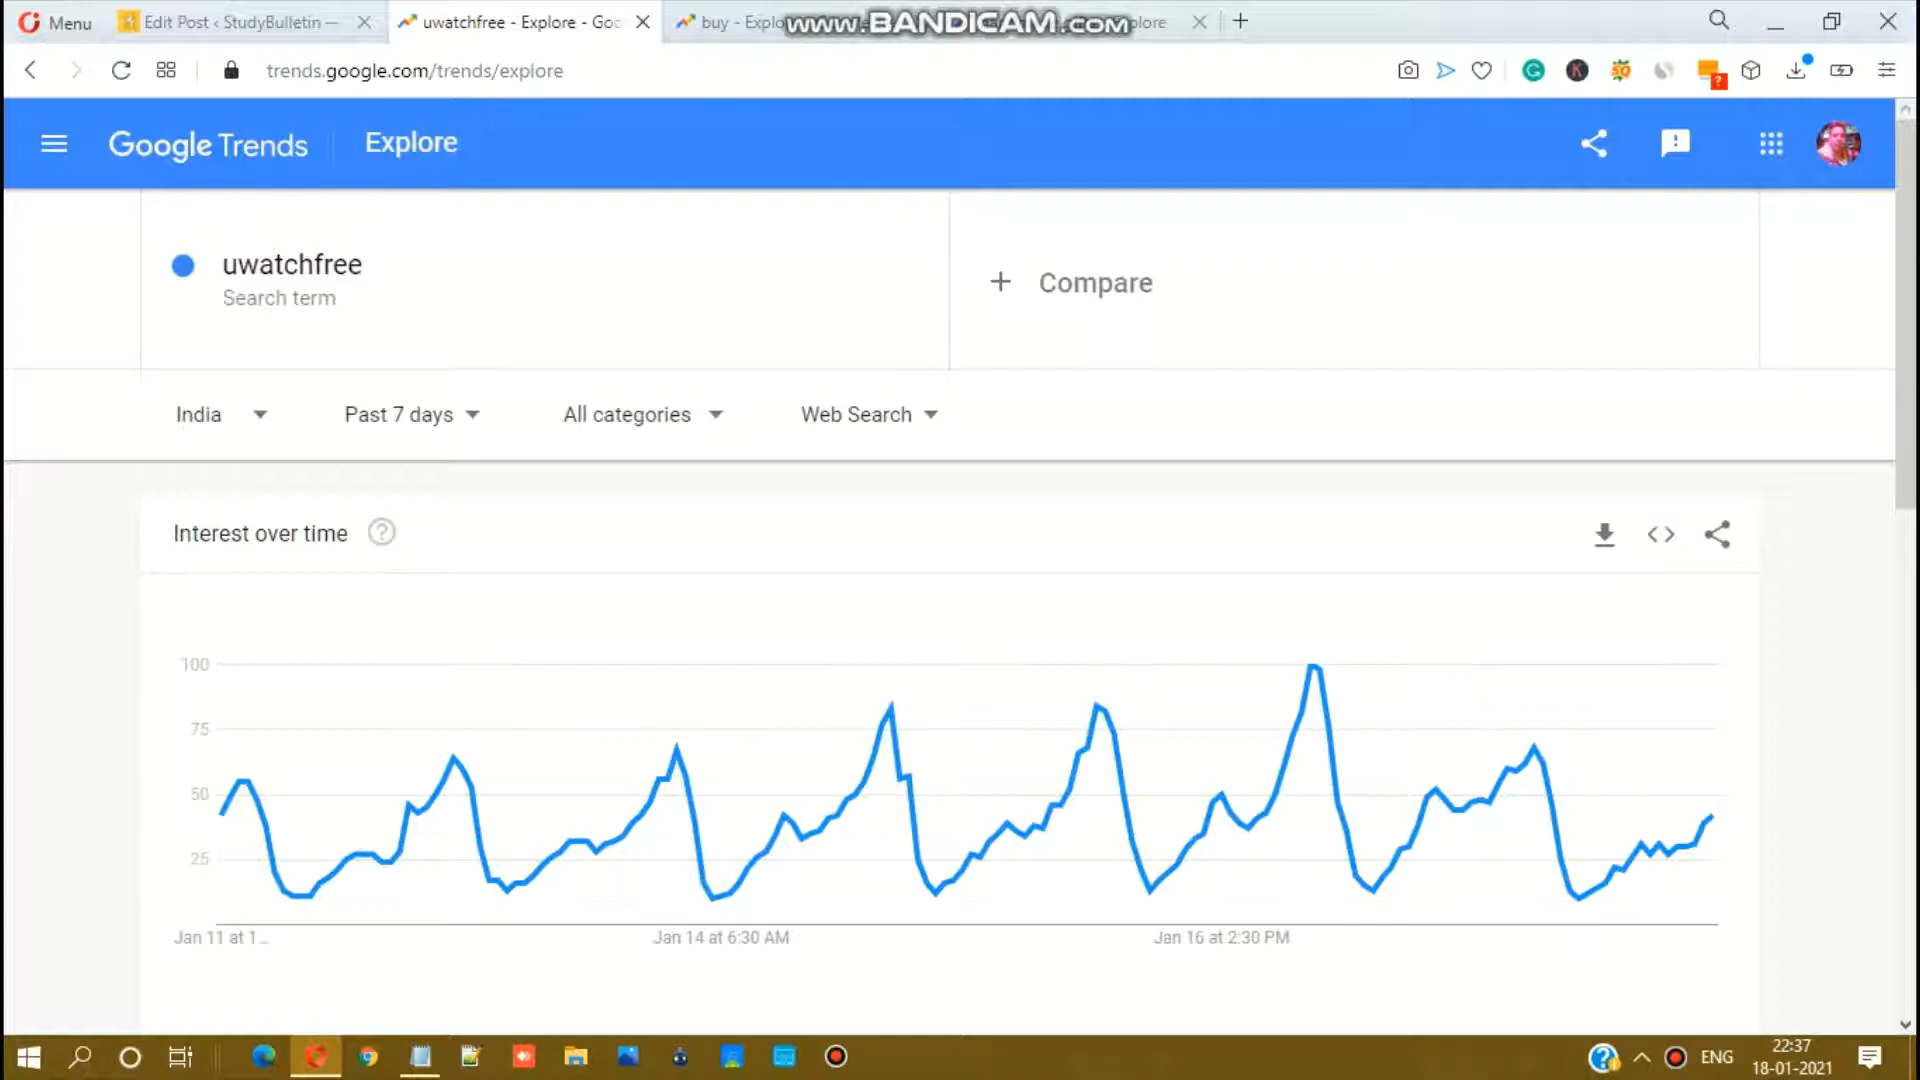 Menu
Edit Post ‹ StudyBulletin —
uwatchfree - Explore - Goo
buy - Explo
www.BANDICAM.com
plore
trends.google.com/trends/explore
Google Trends
Explore
uwatchfree
Search term
+ Compare
India
Past 7 days
All categories
Web Search
Interest over time
100
75
50
25
Jan 11 at 1...
Jan 14 at 6:30 AM
Jan 16 at 2:30 PM
ENG
22:37
18-01-2021